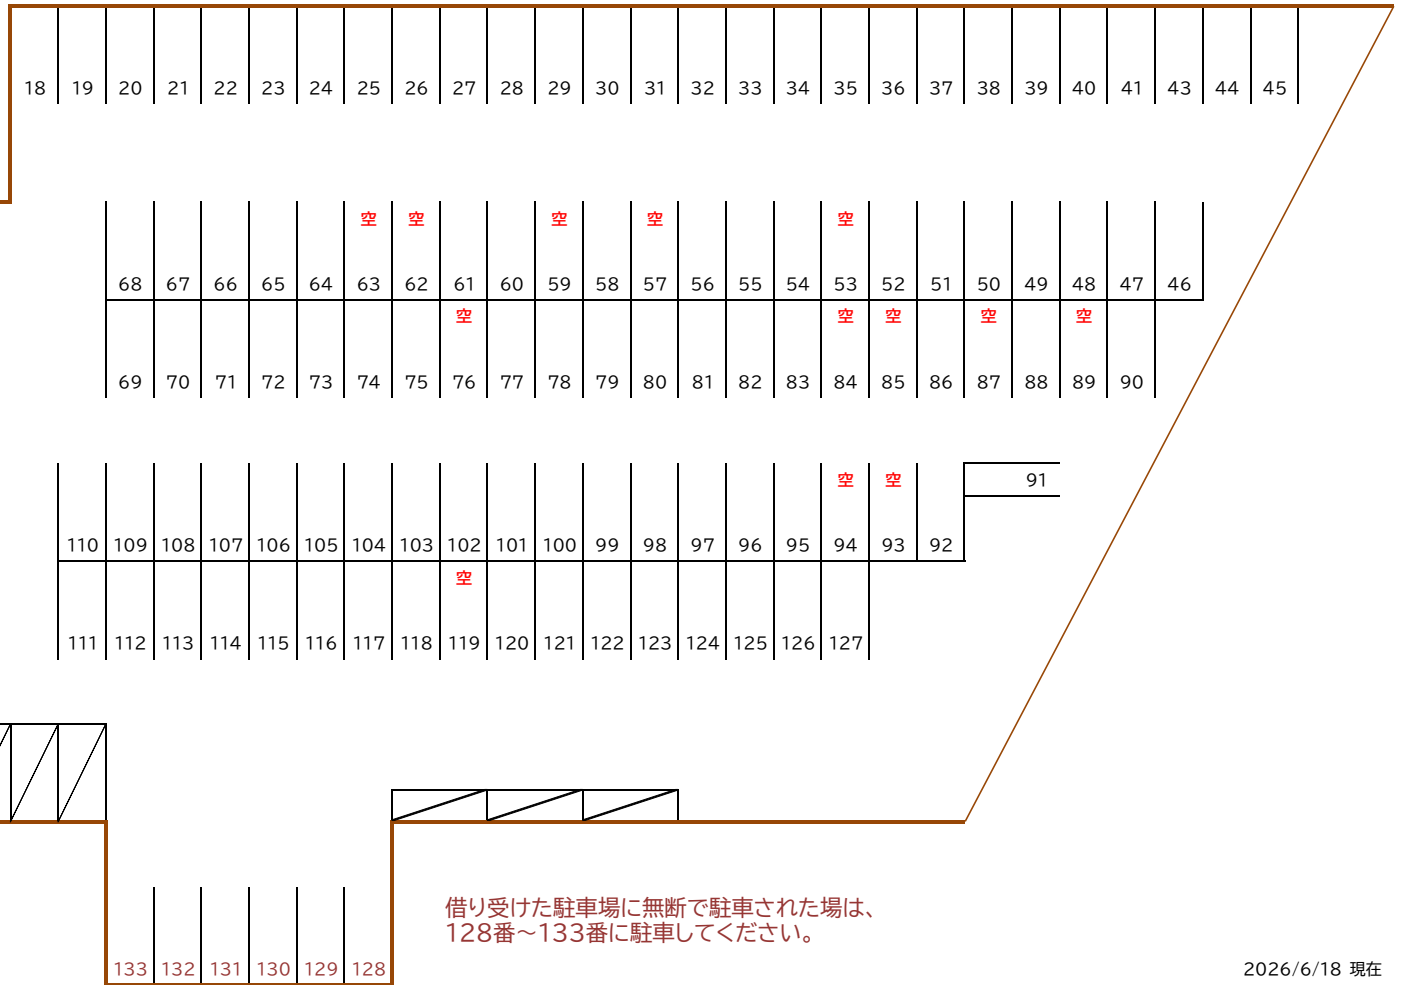 18 19 20 21 22 23 24 25 26 27 28 29 30 31 32 33 34 35 36 37 38 39 40 41 43 44 45
空 空 空 空 空
68 67 66 65 64 63 62 61 60 59 58 57 56 55 54 53 52 51 50 49 48 47 46
空 空 空 空 空
69 70 71 72 73 74 75 76 77 78 79 80 81 82 83 84 85 86 87 88 89 90
空 空 91
110 109 108 107 106 105 104 103 102 101 100 99 98 97 96 95 94 93 92
空
111 112 113 114 115 116 117 118 119 120 121 122 123 124 125 126 127
借り受けた駐車場に無断で駐車された場は、
128番～133番に駐車してください。
133 132 131 130 129 128
2026/6/18 現在